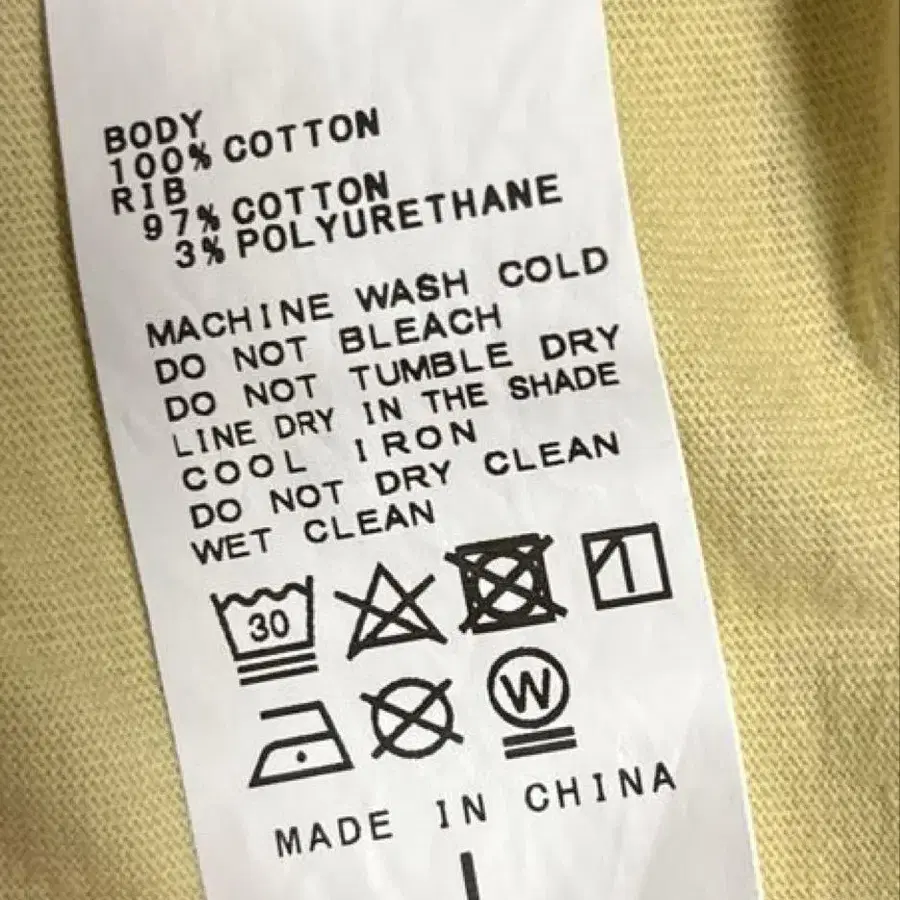 BODY
100% COTTON
RIB
97% COTTON
3% POLYURETHANE
MACHINE WASH COLD
DO NOT BLEACH
DO NOT TUMBLE DRY
LINE DRY IN THE SHADE
COOL IRON
DO NOT DRY CLEAN
WET CLEAN
30
W
MADE IN CHINA